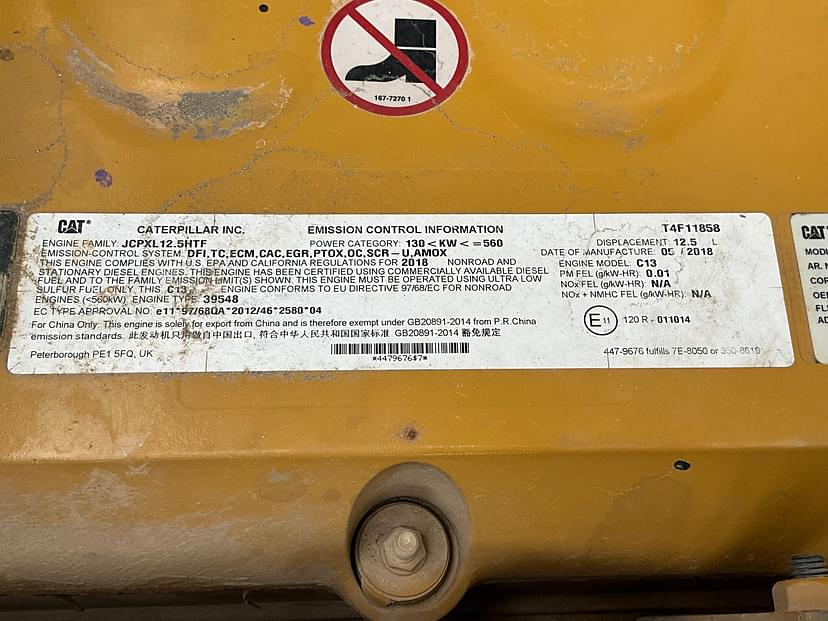 167-7270 1
CAT® CATERPILLAR INC. EMISSION CONTROL INFORMATION T4F11858
ENGINE FAMILY: JCPXL12.5HTF POWER CATEGORY: 130<KW<=560 DISPLACEMENT: 12.5 L
EMISSION-CONTROL SYSTEM: DFI,TC,ECM,CAC,EGR,PTOX,OC,SCR-U,AMOX DATE OF MANUFACTURE: 05/2018
THIS ENGINE COMPLIES WITH U.S. EPA AND CALIFORNIA REGULATIONS FOR 2018 NONROAD AND ENGINE MODEL: C13
STATIONARY DIESEL ENGINES. THIS ENGINE HAS BEEN CERTIFIED USING COMMERCIALLY AVAILABLE DIESEL PM FEL (g/kW-HR): 0.01
FUEL AND TO THE FAMILY EMISSION LIMIT(S) SHOWN. THIS ENGINE MUST BE OPERATED USING ULTRA LOW NOx FEL (g/kW-HR): N/A
SULFUR FUEL ONLY. THIS C13 ENGINE CONFORMS TO EU DIRECTIVE 97/68/EC FOR NONROAD NOx + NMHC FEL (g/kW-HR): N/A
ENGINES (<560kW), ENGINE TYPE: 39548
EC TYPE APPROVAL NO. e11*97/68QA*2012/46*2580*04
For China Only: This engine is solely for export from China and is therefore exempt under GB20891-2014 from P.R.China E 11 120 R - 011014
emission standards. 此发动机只用做自中国出口, 符合中华人民共和国国家标准 GB20891-2014 豁免规定
Peterborough PE1 5FQ, UK *4479676$7* 447-9676 fulfills 7E-8050 or 350-8619
CAT
MODE
AR.
COF
OEM
FLS
AD